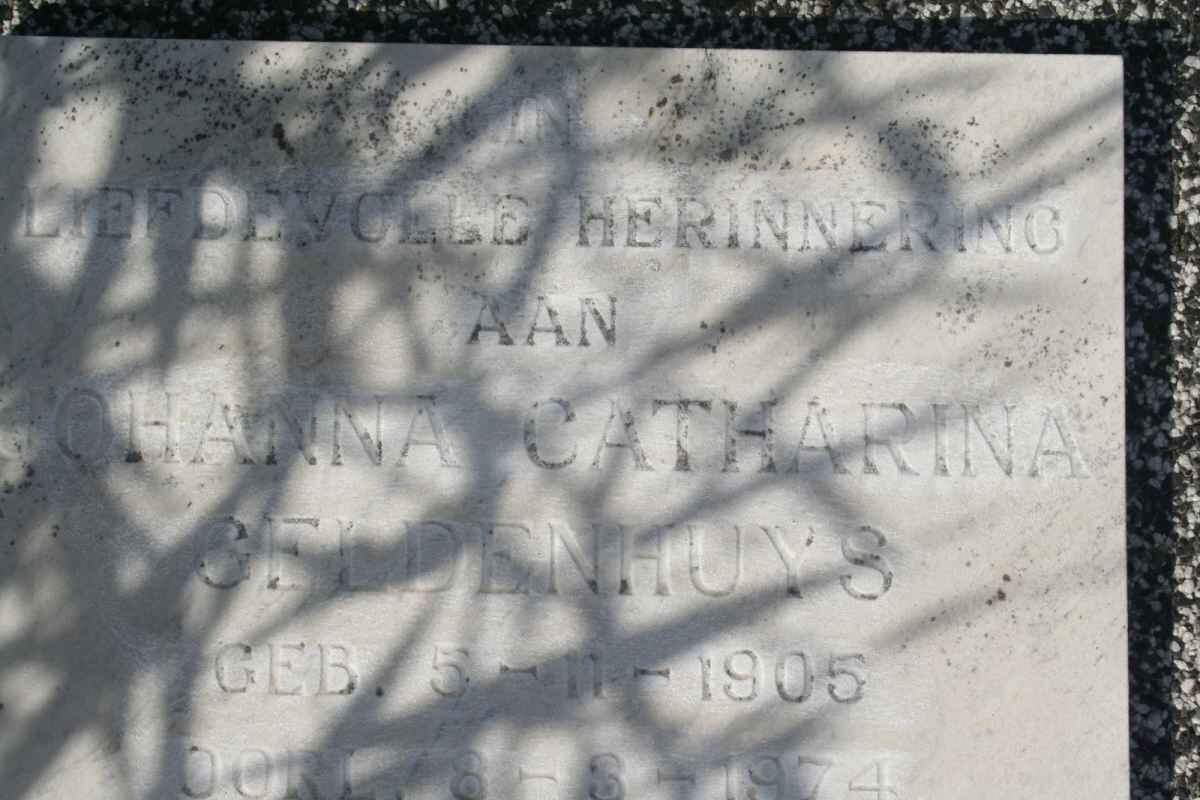 IN
LIEFDEVOLLE HERINNERING
AAN
JOHANNA CATHARINA
GELDENHUYS
GEB. 5-11-1905
OORL. 8-3-1974